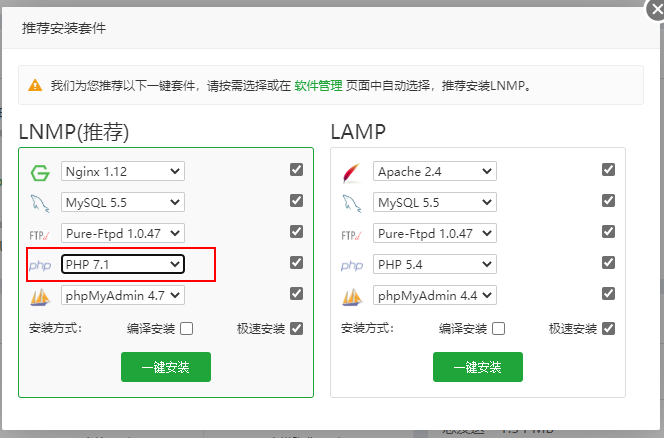 推荐安装套件
我们为您推荐以下一键套件，请按需选择或在 软件管理 页面中自动选择，推荐安装LNMP。
LNMP(推荐)
Nginx 1.12
MySQL 5.5
FTP Pure-Ftpd 1.0.47
php PHP 7.1
phpMyAdmin 4.7
安装方式： 编译安装 极速安装
一键安装
LAMP
Apache 2.4
MySQL 5.5
FTP Pure-Ftpd 1.0.47
php PHP 5.4
phpMyAdmin 4.4
安装方式： 编译安装 极速安装
一键安装